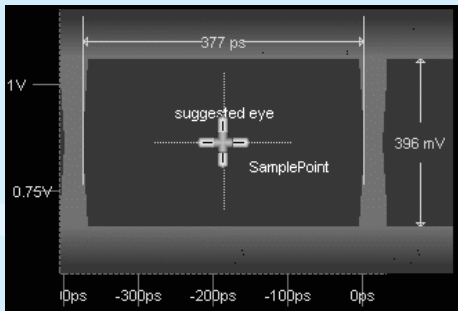 377 ps
1V
suggested eye
396 mV
SamplePoint
0.75V
0ps -300ps -200ps -100ps 0ps